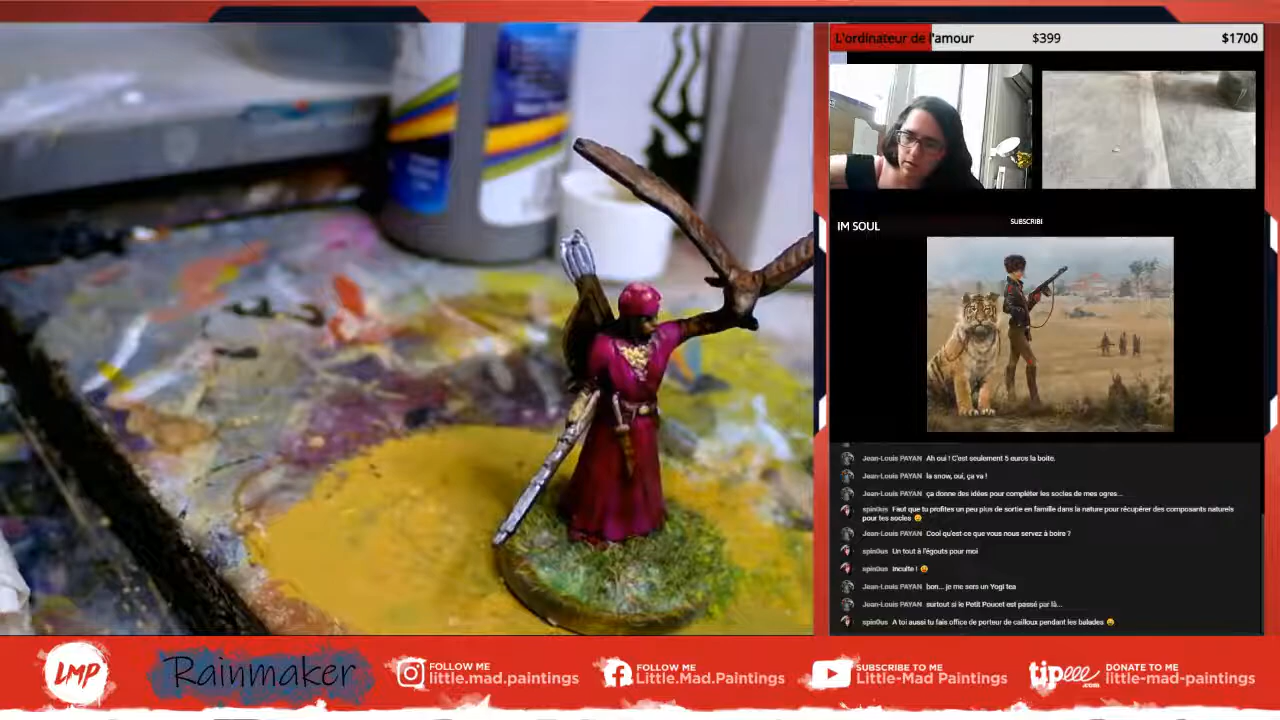 L'ordinateur de l'amour $399 $1700
IM SOUL
SUBSCRIBE
Jean-Louis PAYAN Ah oui ! C'est seulement 5 euros la boite.
Jean-Louis PAYAN la snow, oui, ça va !
Jean-Louis PAYAN ça donne des idées pour compléter les socles de mes ogres...
spin0us Faut que tu profites un peu plus de sortie en famille dans la nature pour récupérer des composants naturels
pour tes socles 😀
Jean-Louis PAYAN Cool qu'est-ce que vous nous servez à boire ?
spin0us Un tout à l'égouts pour moi
spin0us Inculte ! 😀
Jean-Louis PAYAN bon... je me sers un Yogi tea
Jean-Louis PAYAN surtout si le Petit Poucet est passé par là...
spin0us A toi aussi tu fais office de porteur de cailloux pendant les balades 😀
LMP
Rainmaker
FOLLOW ME
little.mad.paintings
FOLLOW ME
Little.Mad.Paintings
SUBSCRIBE TO ME
Little-Mad Paintings
tipeee.com
DONATE TO ME
little-mad-paintings